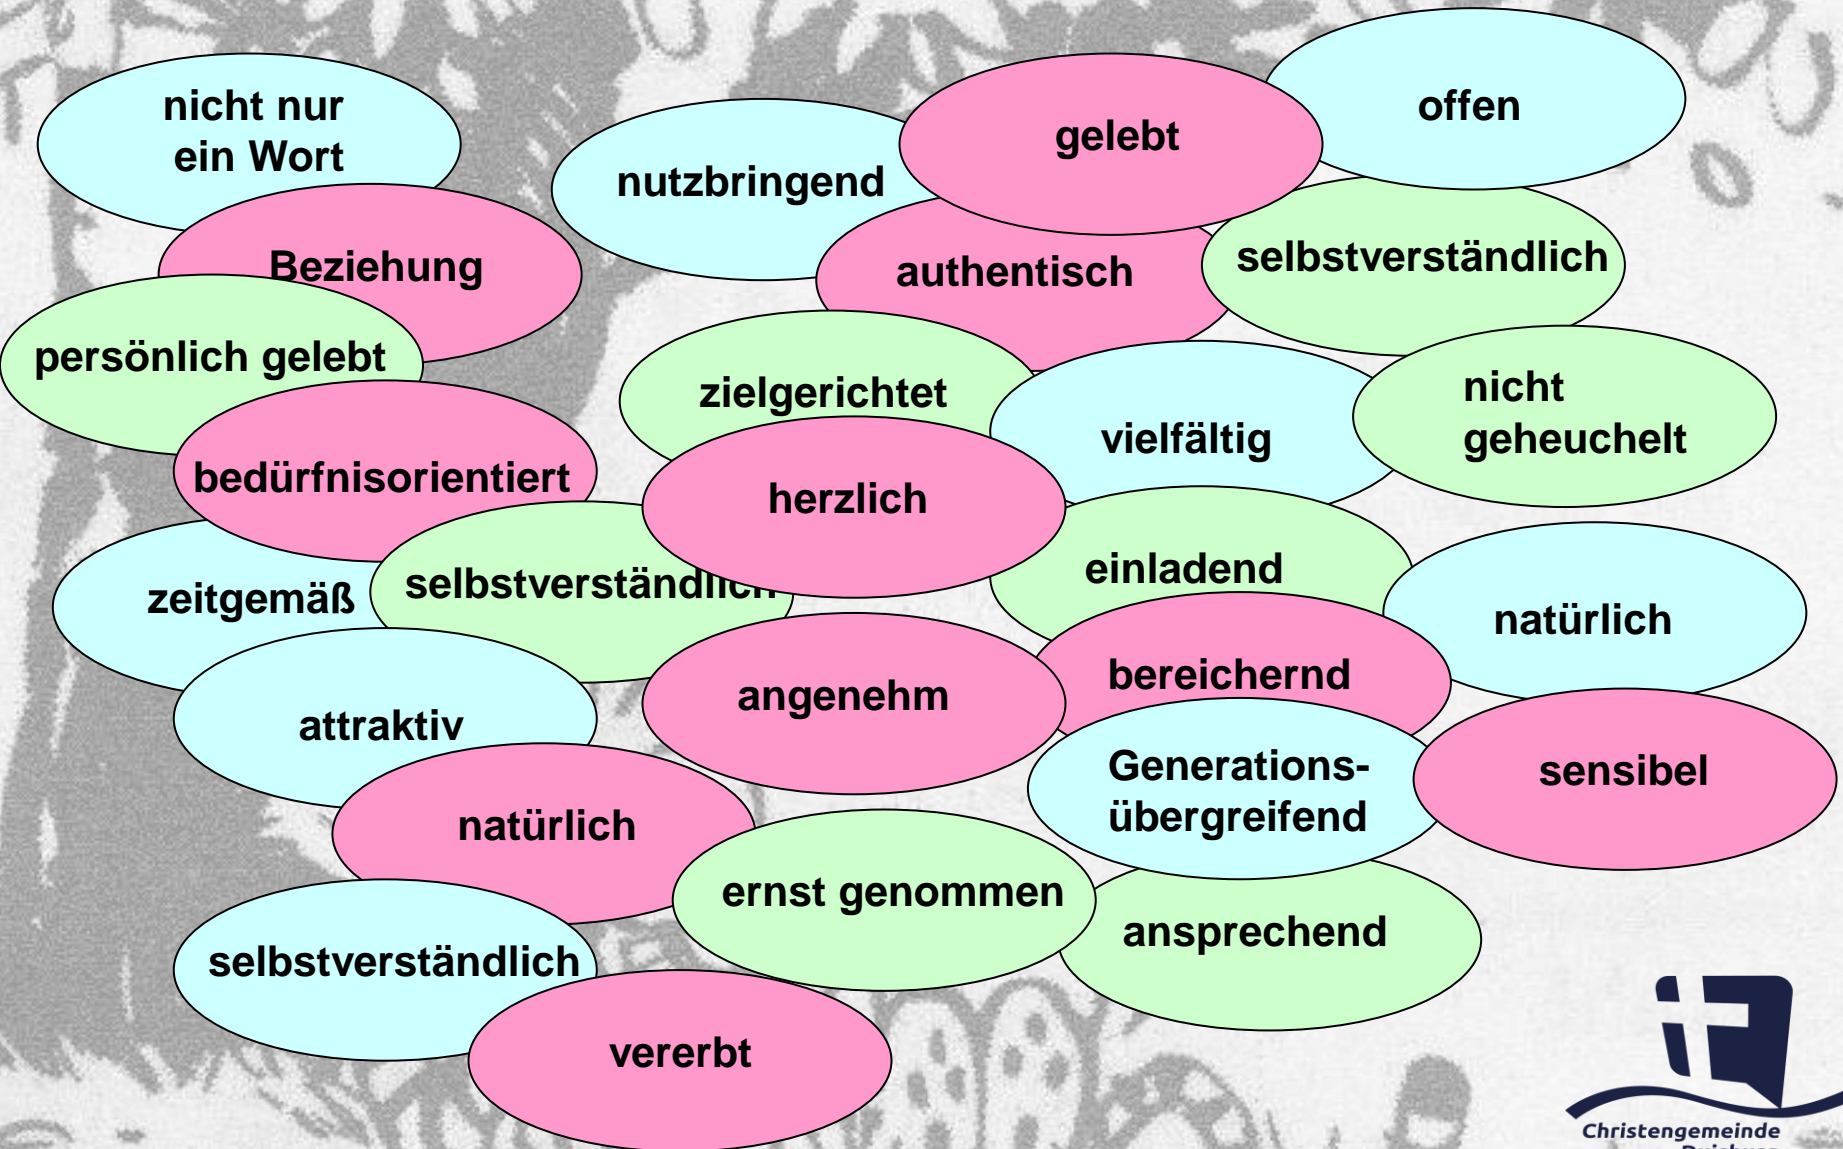 nicht nur
ein Wort
nutzbringend
gelebt
offen
Beziehung
authentisch
selbstverständlich
persönlich gelebt
zielgerichtet
vielfältig
nicht
geheuchelt
bedürfnisorientiert
herzlich
zeitgemäß
selbstverständlich
einladend
natürlich
attraktiv
angenehm
bereichernd
Generations-
übergreifend
sensibel
natürlich
ernst genommen
ansprechend
selbstverständlich
vererbt
Christengemeinde